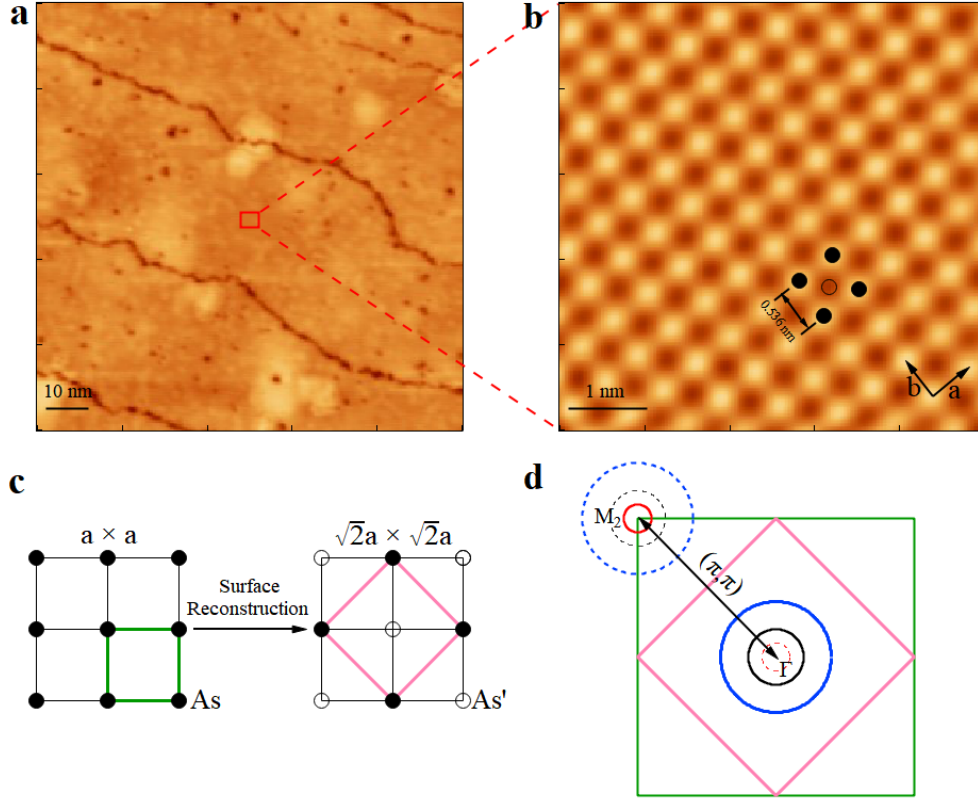 a
10 nm
b
0.536 nm
b
a
1 nm
c
a × a
Surface
Reconstruction
As
√2a × √2a
As'
d
M₂
(π,π)
Γ